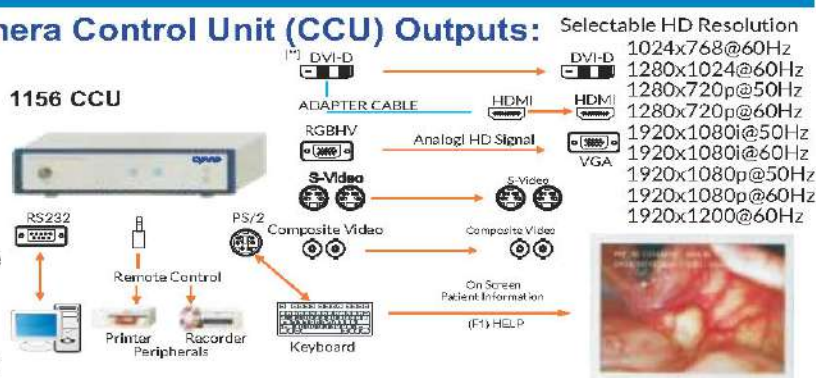 nera Control Unit (CCU) Outputs:
Selectable HD Resolution
1024x768@60Hz
1280x1024@60Hz
1280x720p@50Hz
1280x720p@60Hz
1920x1080i@50Hz
1920x1080i@60Hz
1920x1080p@50Hz
1920x1080p@60Hz
1920x1200@60Hz
1156 CCU
(**) DVI-D
DVI-D
ADAPTER CABLE
HDMI
HDMI
RGBHV
Analogl HD Signal
VGA
S-Video
S-Video
Composite Video
Composite Video
RS232
PS/2
Remote Control
Printer
Recorder
Peripherals
Keyboard
On Screen
Patient Information
(F1) HELP